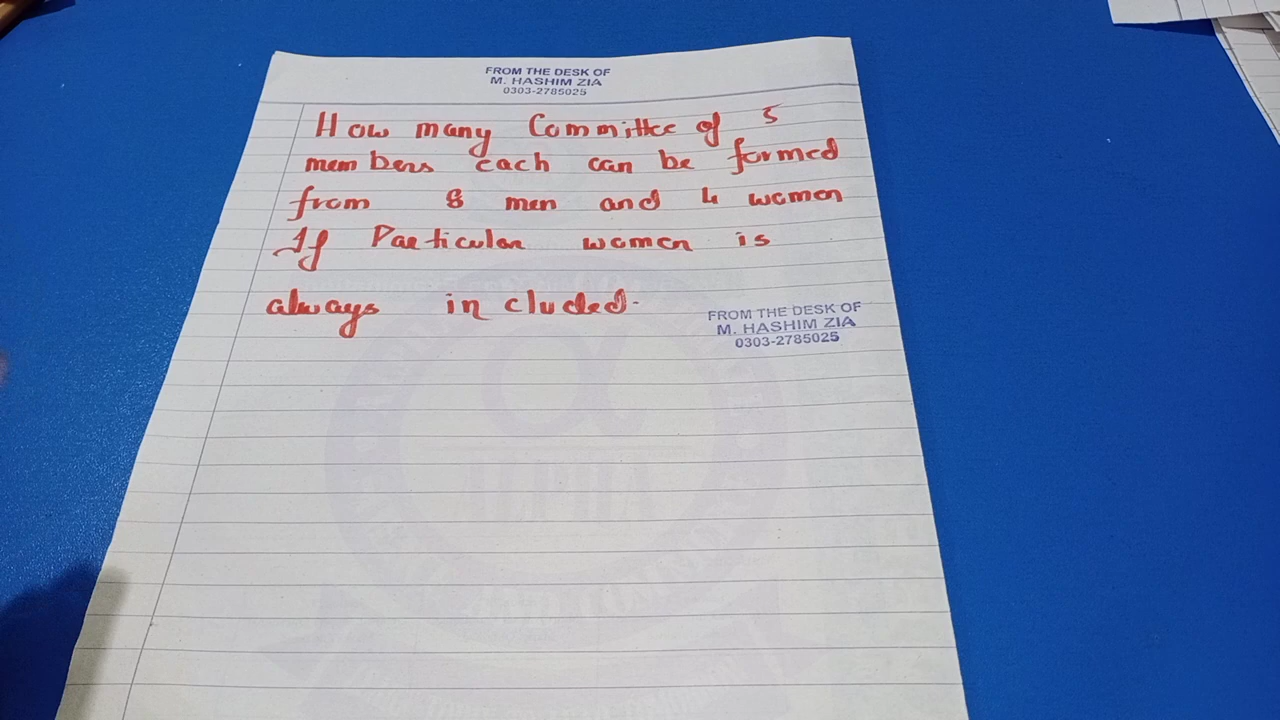 FROM THE DESK OF
M. HASHIM ZIA
0303-2785025
How many Committee of 5
members each can be formed
from 8 men and 4 women
If Particular women is
always included.
FROM THE DESK OF
M. HASHIM ZIA
0303-2785025